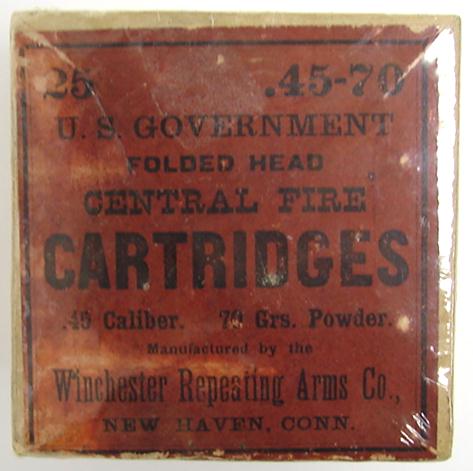 25 .45-70
U. S. GOVERNMENT
FOLDED HEAD
CENTRAL FIRE
CARTRIDGES
.45 Caliber. 70 Grs. Powder.
Manufactured by the
Winchester Repeating Arms Co.,
NEW HAVEN, CONN.